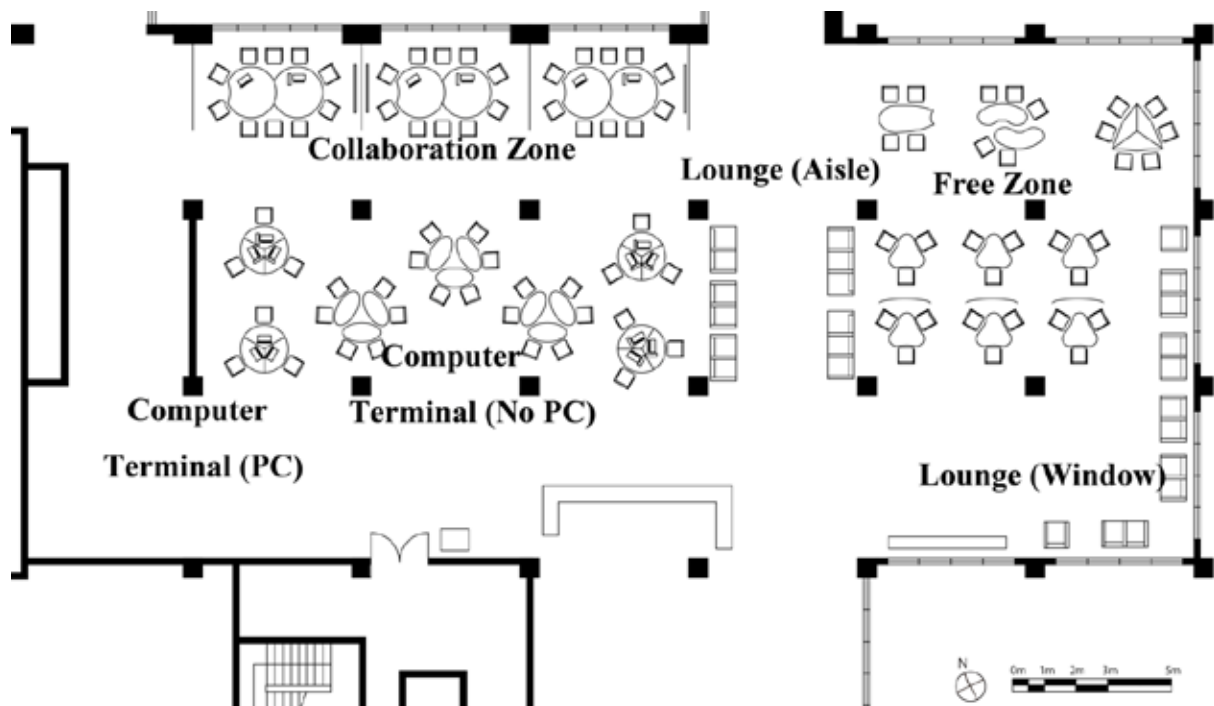 Collaboration Zone
Lounge (Aisle)
Free Zone
Computer
Terminal (No PC)
Computer
Terminal (PC)
Lounge (Window)
N
0m 1m 2m 3m 5m